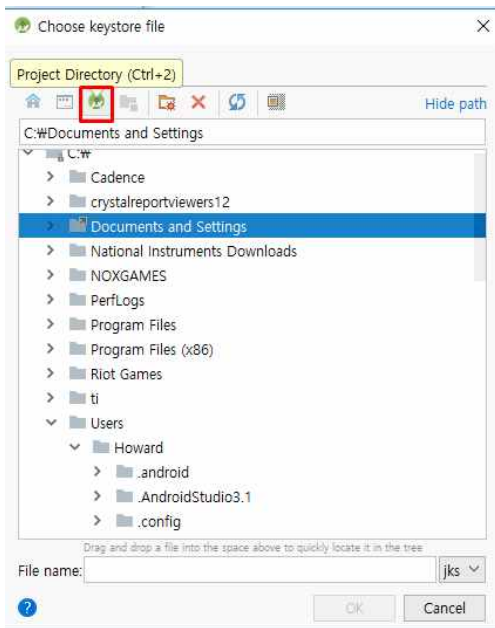 Choose keystore file
Project Directory (Ctrl+2)
Hide path
C:₩Documents and Settings
C:₩
Cadence
crystalreportviewers12
Documents and Settings
National Instruments Downloads
NOXGAMES
PerfLogs
Program Files
Program Files (x86)
Riot Games
ti
Users
Howard
.android
.AndroidStudio3.1
.config
Drag and drop a file into the space above to quickly locate it in the tree
File name:
jks
?
OK
Cancel